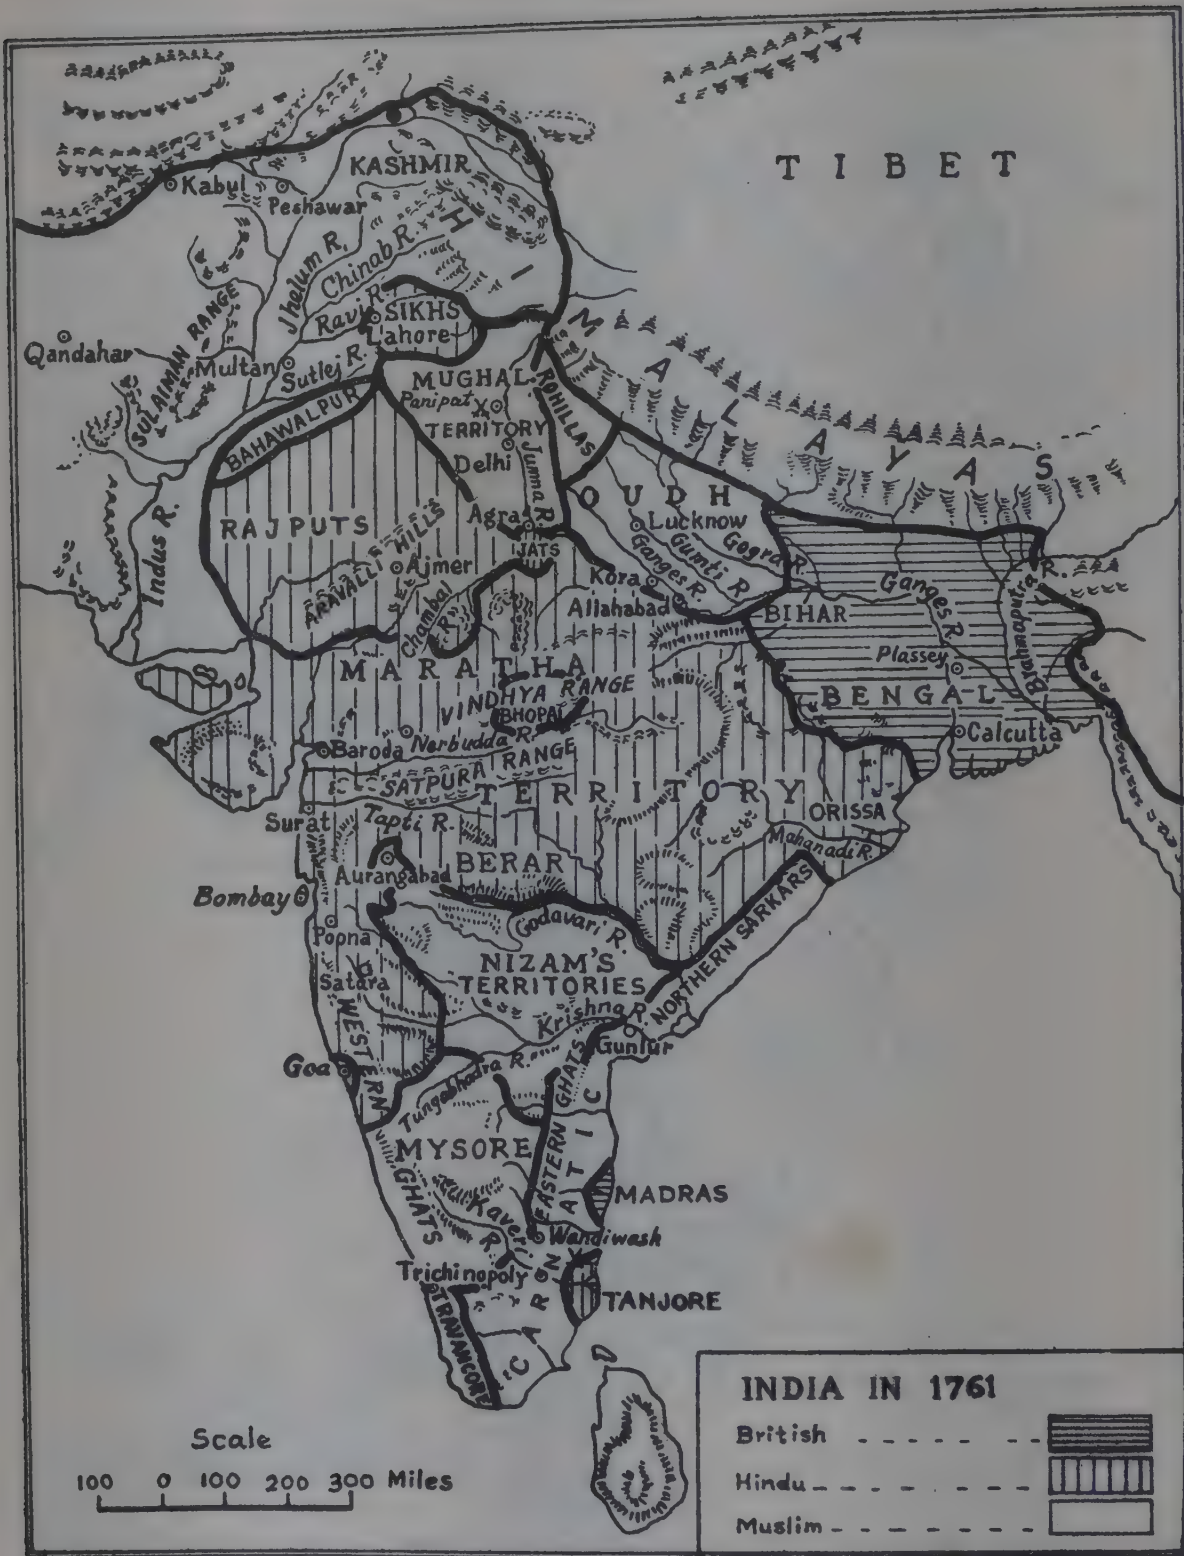 TIBET
KASHMIR
Kabul
Peshawar
HIMALAYAS
Jhelum R.
Chinab R.
Ravi R.
SIKHS
Lahore
SULAIMAN RANGE
Qandahar
Multan
Sutlej R.
MUGHAL
Panipat
TERRITORY
ROHILLAS
BAHAWALPUR
Delhi
Jumna R.
OUDH
RAJPUTS
Agra
Lucknow
Gogra R.
Gumti R.
Ganges R.
JATS
Indus R.
ARAVALLI HILLS
Ajmer
Kora
Allahabad
Chambal R.
BIHAR
Ganges R.
Brahmaputra R.
Plassey
BENGAL
Calcutta
MARATHA
VINDHYA RANGE
BHOPAL
Baroda
Nerbudda R.
SATPURA RANGE
TERRITORY
ORISSA
Surat
Tapti R.
Mahanadi R.
BERAR
Aurangabad
Bombay
Godavari R.
Poona
NIZAM'S
TERRITORIES
NORTHERN SARKARS
Satara
Krishna R.
Guntur
WESTERN GHATS
Goa
Tungabhadra R.
EASTERN GHATS
CARNATIC
MYSORE
MADRAS
Kaveri R.
Wandiwash
Trichinopoly
TANJORE
TRAVANCORE
INDIA IN 1761
British
Hindu
Muslim
Scale
100 0 100 200 300 Miles